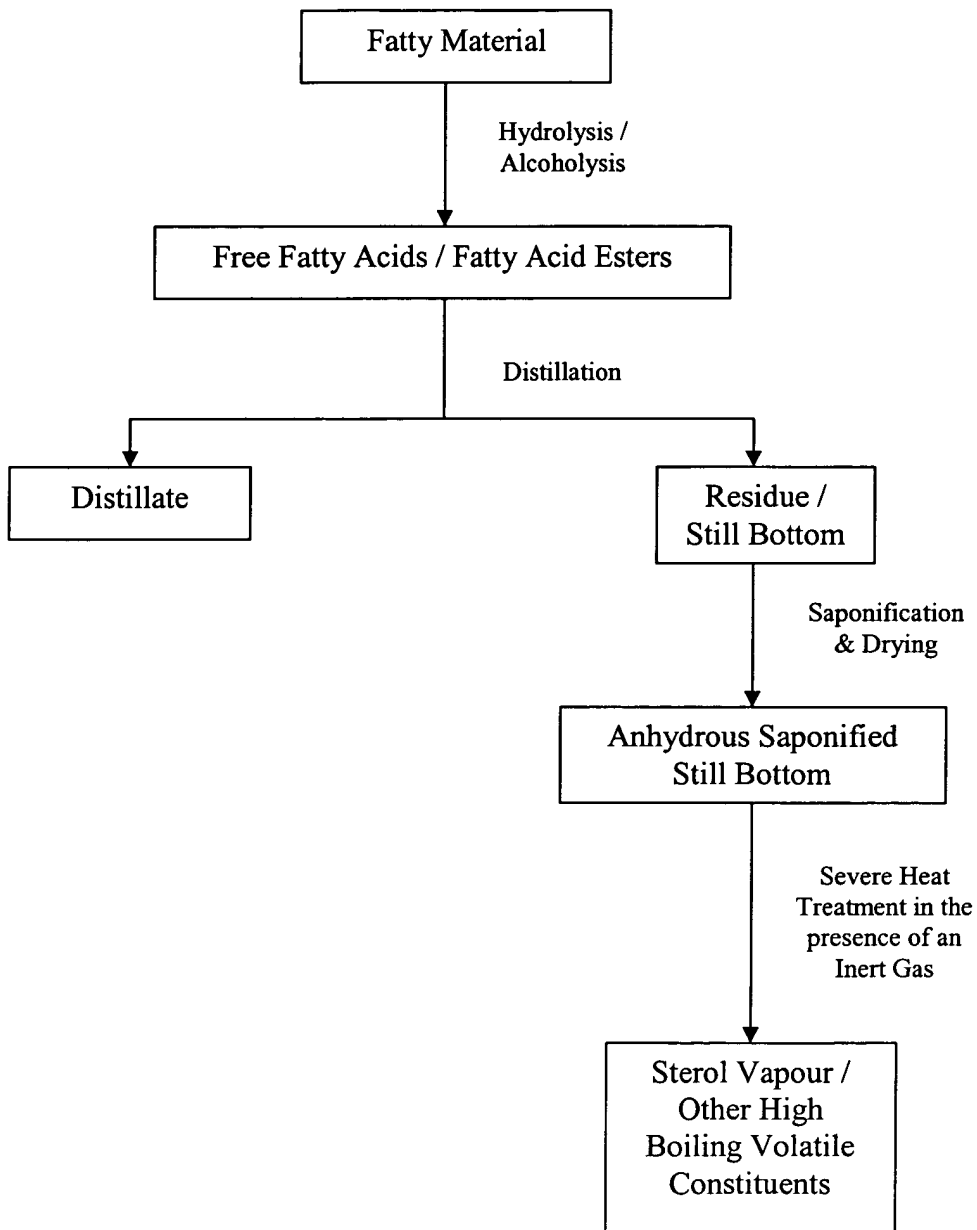 Fatty Material
Hydrolysis /
Alcoholysis
Free Fatty Acids / Fatty Acid Esters
Distillation
Distillate
Residue /
Still Bottom
Saponification
& Drying
Anhydrous Saponified
Still Bottom
Severe Heat
Treatment in the
presence of an
Inert Gas
Sterol Vapour /
Other High
Boiling Volatile
Constituents